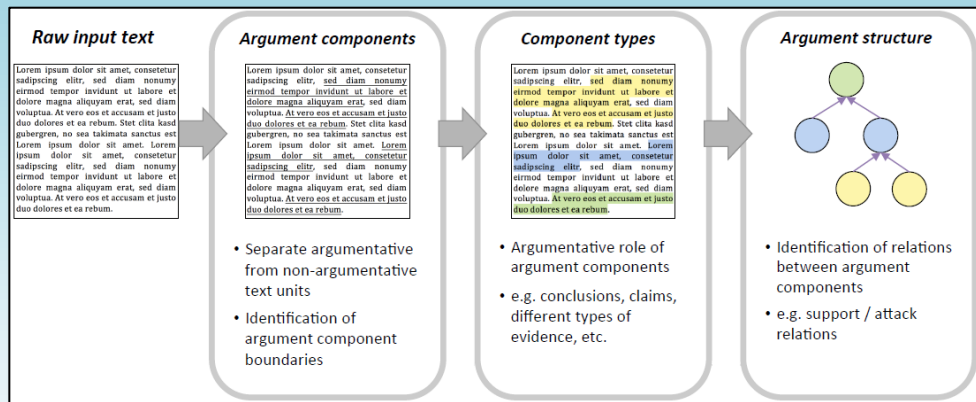 Raw input text
Lorem ipsum dolor sit amet, consetetur
sadipscing elitr, sed diam nonumy
eirmod tempor invidunt ut labore et
dolore magna aliquyam erat, sed diam
voluptua. At vero eos et accusam et justo
duo dolores et ea rebum. Stet clita kasd
gubergren, no sea takimata sanctus est
Lorem ipsum dolor sit amet. Lorem
ipsum dolor sit amet, consetetur
sadipscing elitr, sed diam nonumy
eirmod tempor invidunt ut labore et
dolore magna aliquyam erat, sed diam
voluptua. At vero eos et accusam et justo
duo dolores et ea rebum.
Argument components
Lorem ipsum dolor sit amet, consetetur
sadipscing elitr, sed diam nonumy
eirmod tempor invidunt ut labore et
dolore magna aliquyam erat, sed diam
voluptua. At vero eos et accusam et justo
duo dolores et ea rebum. Stet clita kasd
gubergren, no sea takimata sanctus est
Lorem ipsum dolor sit amet. Lorem
ipsum dolor sit amet, consetetur
sadipscing elitr, sed diam nonumy
eirmod tempor invidunt ut labore et
dolore magna aliquyam erat, sed diam
voluptua. At vero eos et accusam et justo
duo dolores et ea rebum.
• Separate argumentative
from non-argumentative
text units
• Identification of
argument component
boundaries
Component types
Lorem ipsum dolor sit amet, consetetur
sadipscing elitr, sed diam nonumy
eirmod tempor invidunt ut labore et
dolore magna aliquyam erat, sed diam
voluptua. At vero eos et accusam et justo
duo dolores et ea rebum. Stet clita kasd
gubergren, no sea takimata sanctus est
Lorem ipsum dolor sit amet. Lorem
ipsum dolor sit amet, consetetur
sadipscing elitr, sed diam nonumy
eirmod tempor invidunt ut labore et
dolore magna aliquyam erat, sed diam
voluptua. At vero eos et accusam et justo
duo dolores et ea rebum.
• Argumentative role of
argument components
• e.g. conclusions, claims,
different types of
evidence, etc.
Argument structure
• Identification of relations
between argument
components
• e.g. support / attack
relations